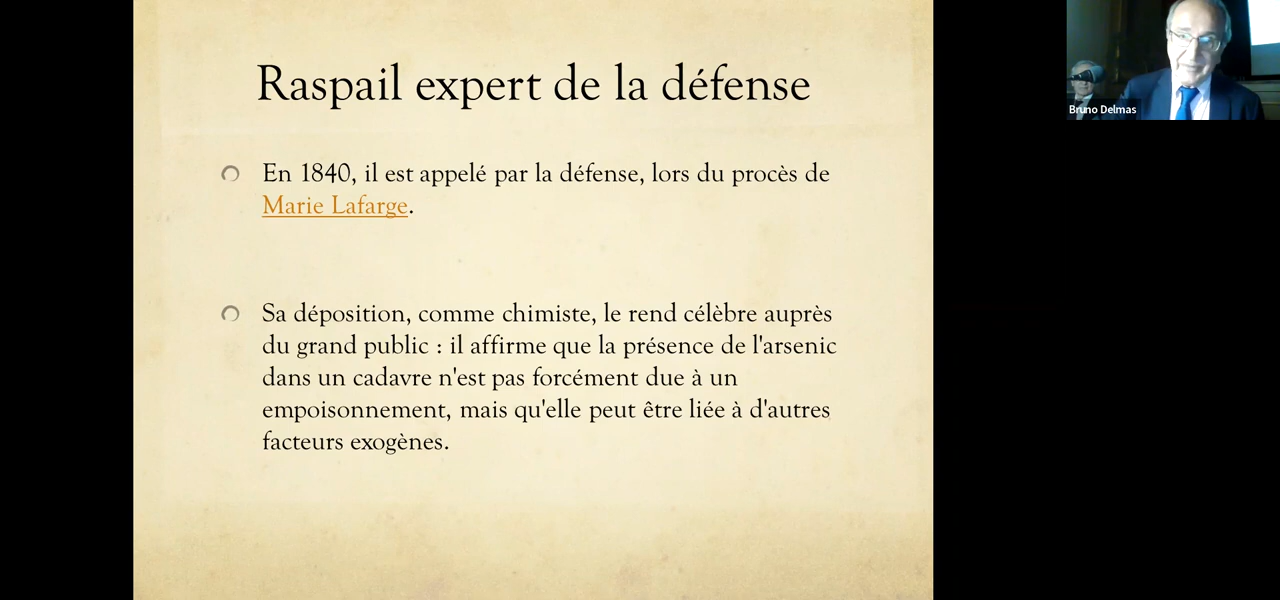 Raspail expert de la défense
En 1840, il est appelé par la défense, lors du procès de
Marie Lafarge.
Sa déposition, comme chimiste, le rend célèbre auprès
du grand public : il affirme que la présence de l'arsenic
dans un cadavre n'est pas forcément due à un
empoisonnement, mais qu'elle peut être liée à d'autres
facteurs exogènes.
Bruno Delmas